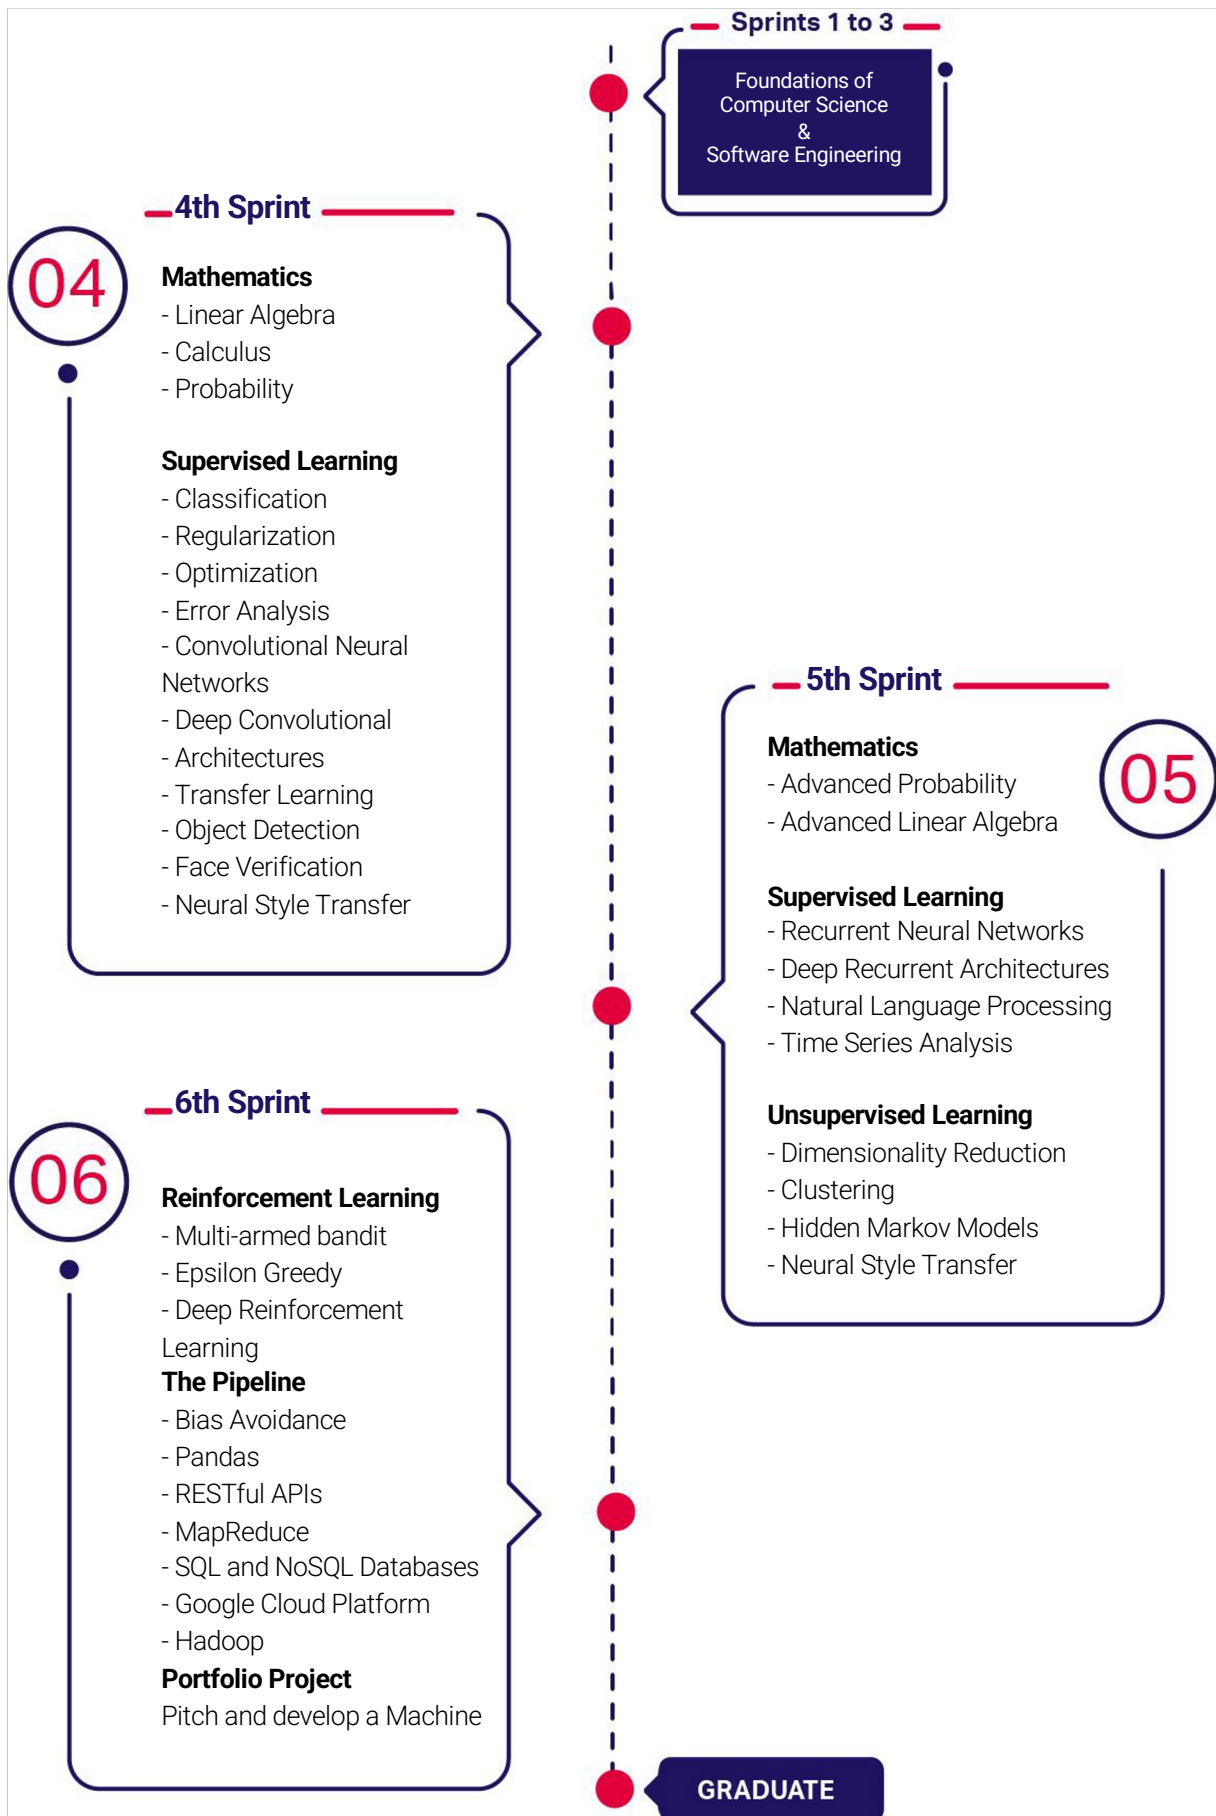 Sprints 1 to 3
Foundations of
Computer Science
&
Software Engineering
4th Sprint
04
Mathematics
- Linear Algebra
- Calculus
- Probability
Supervised Learning
- Classification
- Regularization
- Optimization
- Error Analysis
- Convolutional Neural
Networks
- Deep Convolutional
- Architectures
- Transfer Learning
- Object Detection
- Face Verification
- Neural Style Transfer
5th Sprint
05
Mathematics
- Advanced Probability
- Advanced Linear Algebra
Supervised Learning
- Recurrent Neural Networks
- Deep Recurrent Architectures
- Natural Language Processing
- Time Series Analysis
Unsupervised Learning
- Dimensionality Reduction
- Clustering
- Hidden Markov Models
- Neural Style Transfer
6th Sprint
06
Reinforcement Learning
- Multi-armed bandit
- Epsilon Greedy
- Deep Reinforcement
Learning
The Pipeline
- Bias Avoidance
- Pandas
- RESTful APIs
- MapReduce
- SQL and NoSQL Databases
- Google Cloud Platform
- Hadoop
Portfolio Project
Pitch and develop a Machine
GRADUATE